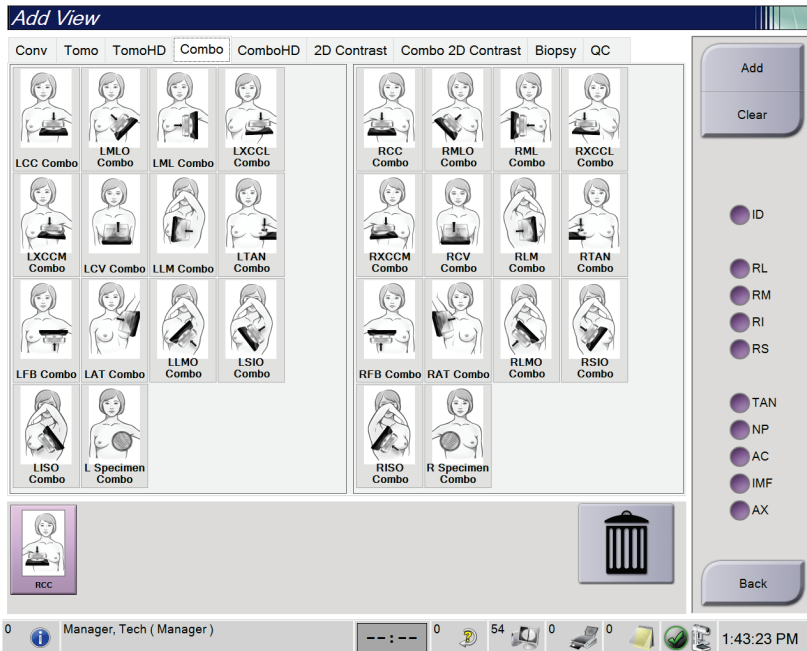 Add View
Conv Tomo TomoHD Combo ComboHD 2D Contrast Combo 2D Contrast Biopsy QC
LCC Combo
LMLO
Combo
LML Combo
LXCCL
Combo
RCC
Combo
RMLO
Combo
RML
Combo
RXCCL
Combo
LXCCM
Combo
LCV Combo
LLM Combo
LTAN
Combo
RXCCM
Combo
RCV
Combo
RLM
Combo
RTAN
Combo
LFB Combo
LAT Combo
LLMO
Combo
LSIO
Combo
RFB Combo
RAT Combo
RLMO
Combo
RSIO
Combo
LISO
Combo
L Specimen
Combo
RISO
Combo
R Specimen
Combo
Add
Clear
ID
RL
RM
RI
RS
TAN
NP
AC
IMF
AX
Back
RCC
0 Manager, Tech ( Manager ) --:-- 0 54 0 0 1:43:23 PM